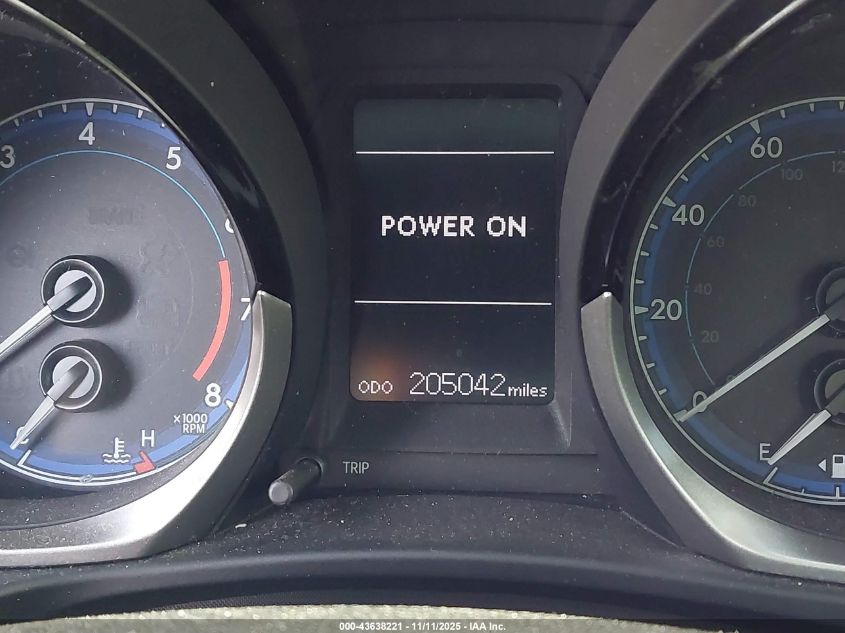 3 4 5 6 7 8
×1000
RPM
H
POWER ON
ODO 205042 miles
TRIP
0 20 40 60
20 40 60 80 100
E
000-43638221 - 11/11/2025 - IAA Inc.